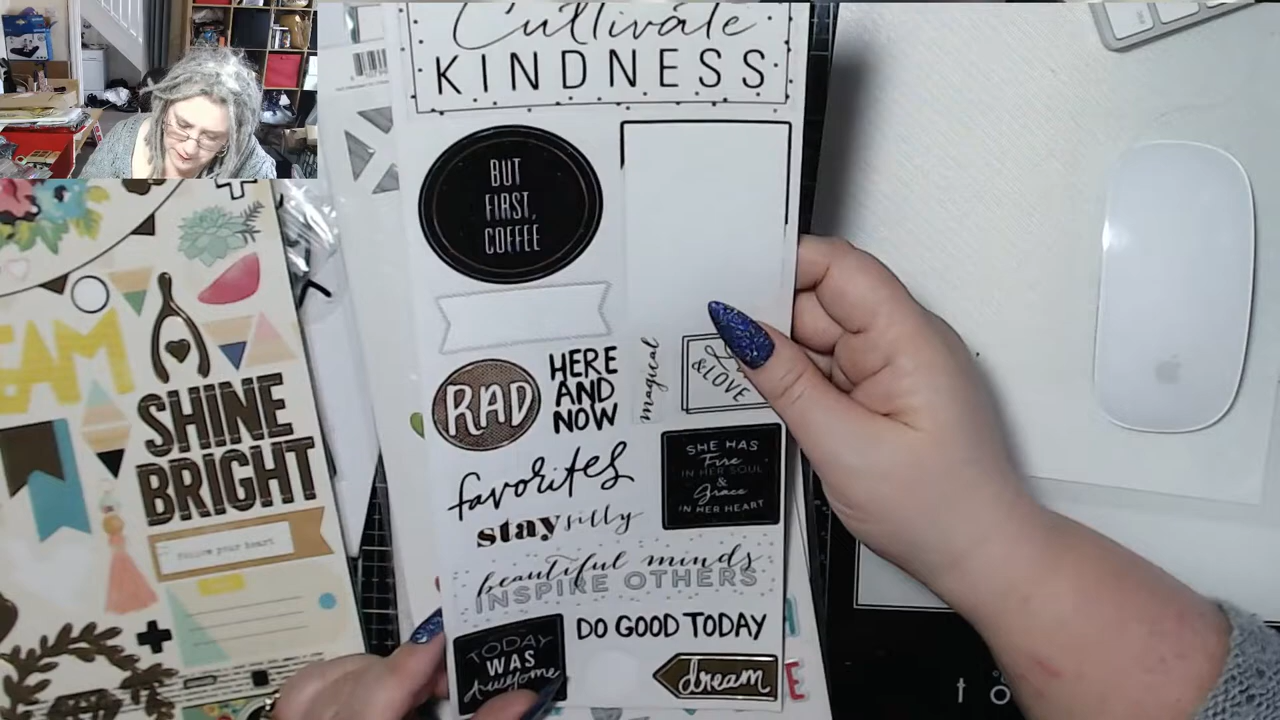 Cultivate
KINDNESS
BUT
FIRST,
COFFEE
RAD
HERE
AND
NOW
magical
& LOVE
favorites
SHE HAS
Fire
IN HER SOUL
&
Grace
IN HER HEART
stay silly
beautiful minds
INSPIRE OTHERS
DO GOOD TODAY
TODAY
WAS
Awesome
dream
SHINE
BRIGHT
Follow your heart